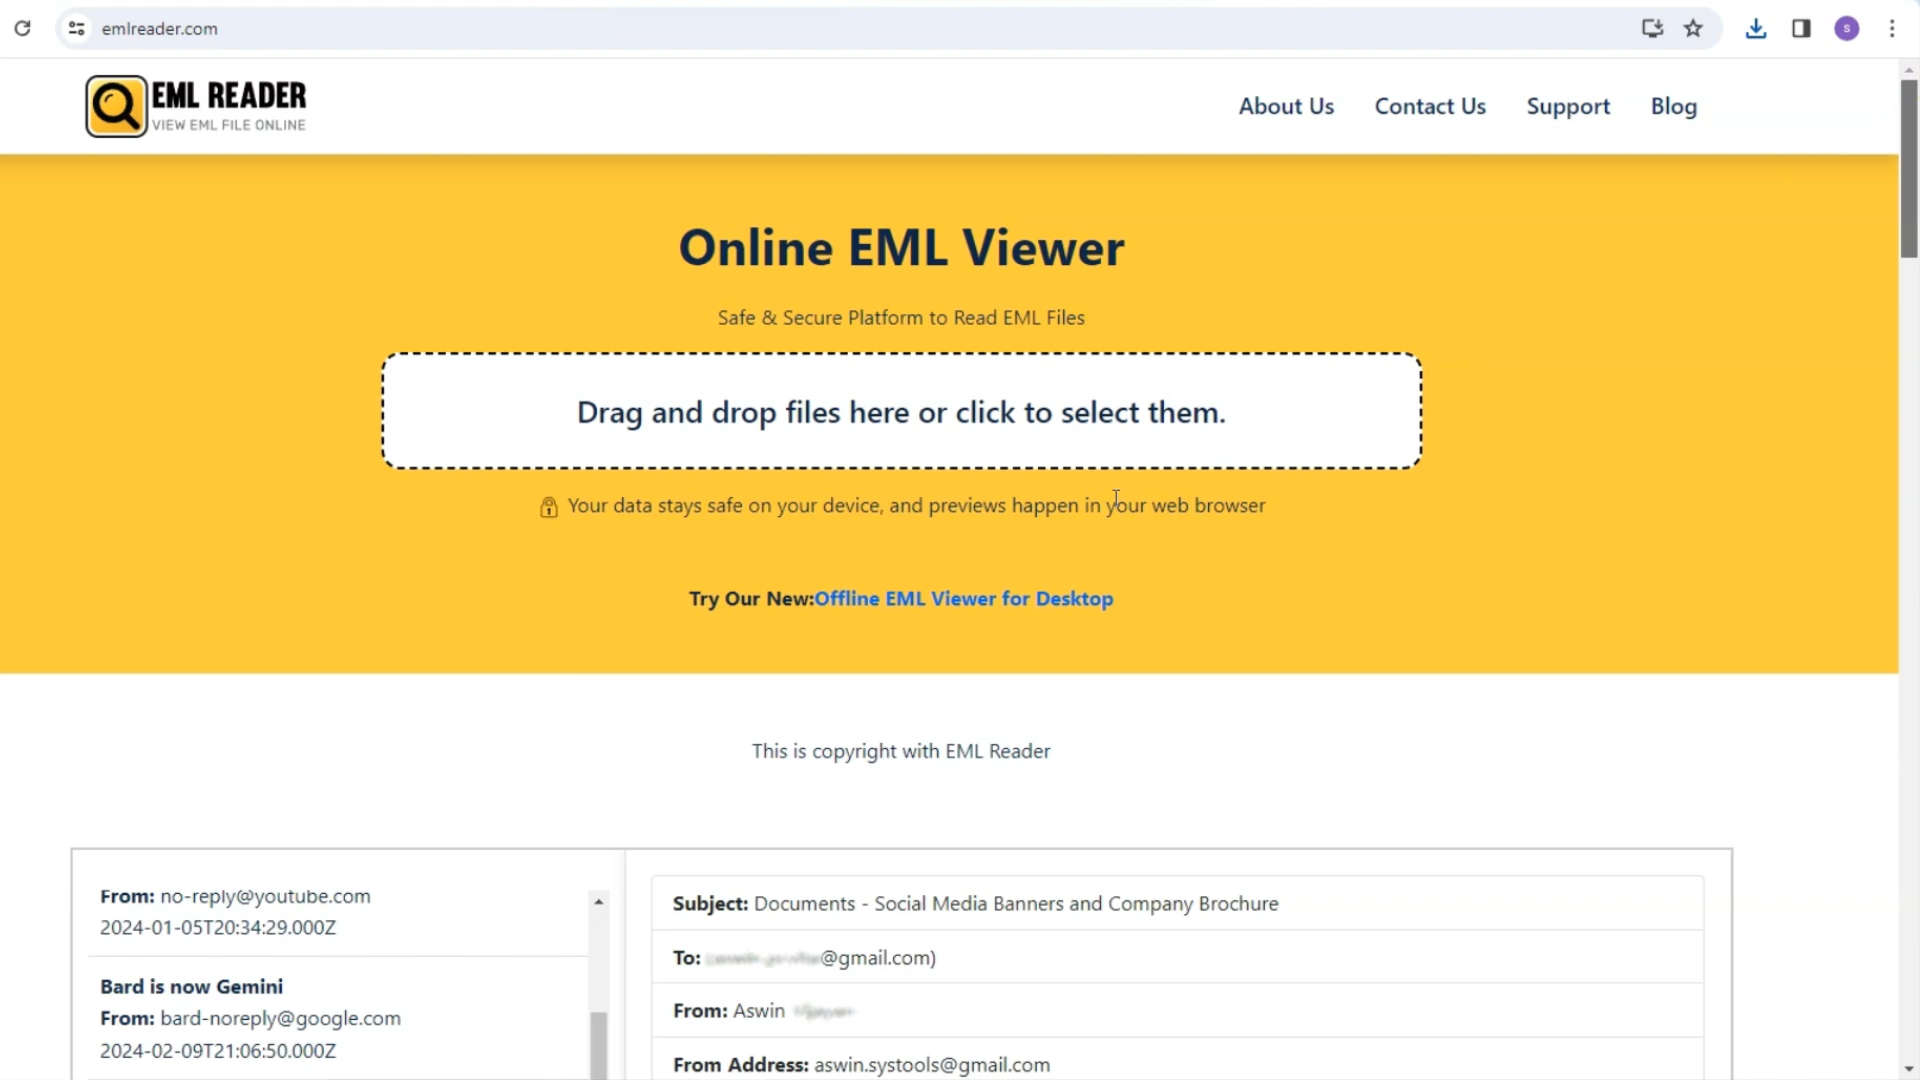 emlreader.com
S
EML READER
VIEW EML FILE ONLINE
About Us
Contact Us
Support
Blog
Online EML Viewer
Safe & Secure Platform to Read EML Files
Drag and drop files here or click to select them.
Your data stays safe on your device, and previews happen in your web browser
Try Our New:Offline EML Viewer for Desktop
This is copyright with EML Reader
From: no-reply@youtube.com
2024-01-05T20:34:29.000Z
Bard is now Gemini
From: bard-noreply@google.com
2024-02-09T21:06:50.000Z
Subject: Documents - Social Media Banners and Company Brochure
To: @gmail.com)
From: Aswin
From Address: aswin.systools@gmail.com